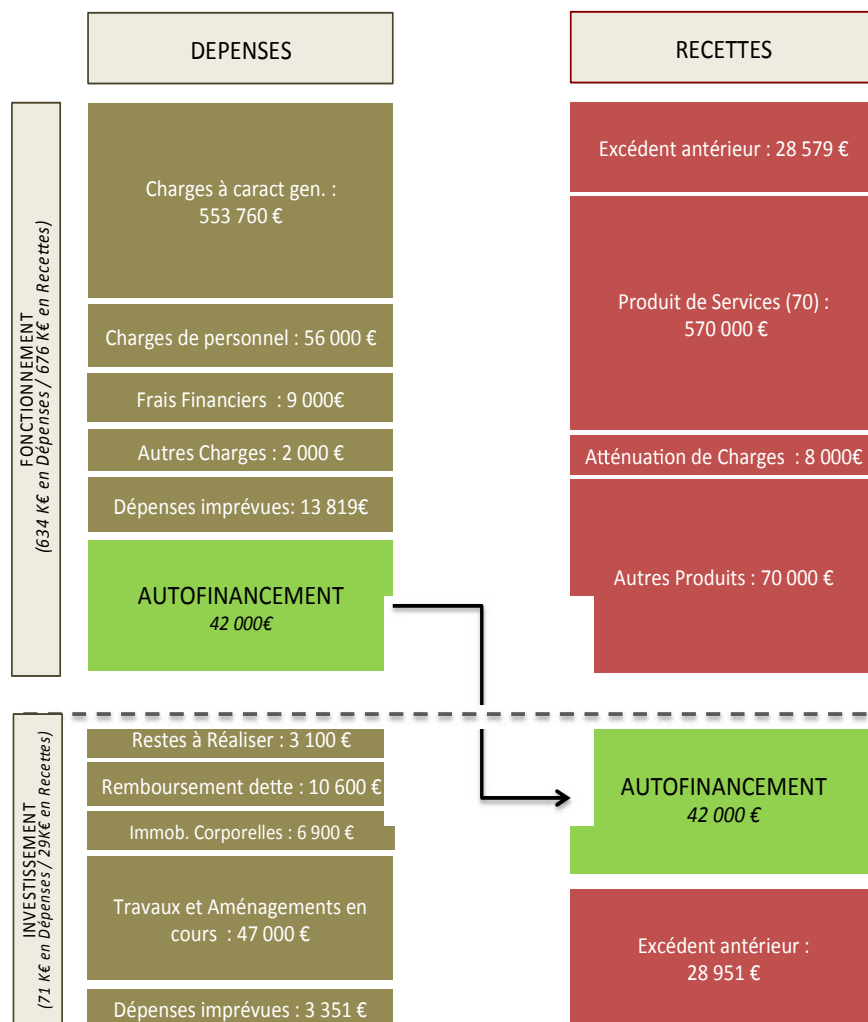 DEPENSES
RECETTES
FONCTIONNEMENT
(634 K€ en Dépenses / 676 K€ en Recettes)
Charges à caract gen. :
553 760 €
Charges de personnel : 56 000 €
Frais Financiers : 9 000€
Autres Charges : 2 000 €
Dépenses imprévues: 13 819€
AUTOFINANCEMENT
42 000€
Excédent antérieur : 28 579 €
Produit de Services (70) :
570 000 €
Atténuation de Charges : 8 000€
Autres Produits : 70 000 €
INVESTISSEMENT
(71 K€ en Dépenses / 29K€ en Recettes)
Restes à Réaliser : 3 100 €
Remboursement dette : 10 600 €
Immob. Corporelles : 6 900 €
Travaux et Aménagements en
cours : 47 000 €
Dépenses imprévues : 3 351 €
AUTOFINANCEMENT
42 000 €
Excédent antérieur :
28 951 €